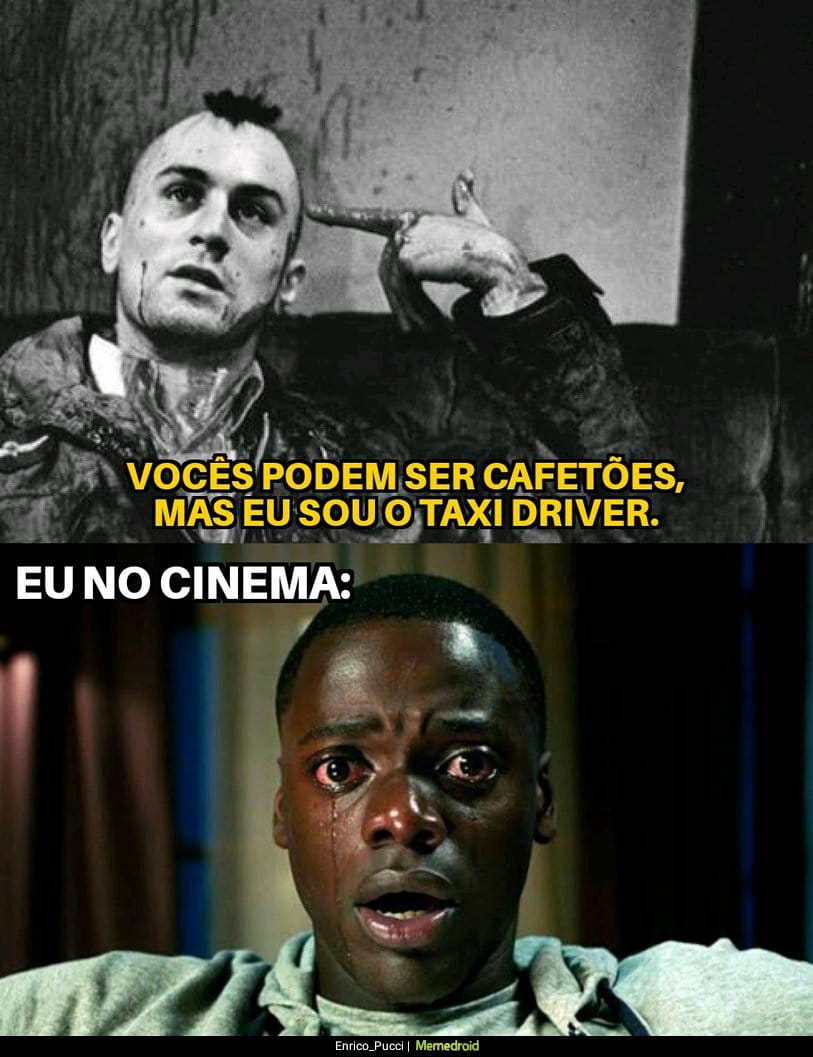 VOCÊS PODEM SER CAFETÕES,
MAS EU SOU O TAXI DRIVER.
EU NO CINEMA:
Enrico_Pucci | Memedroid